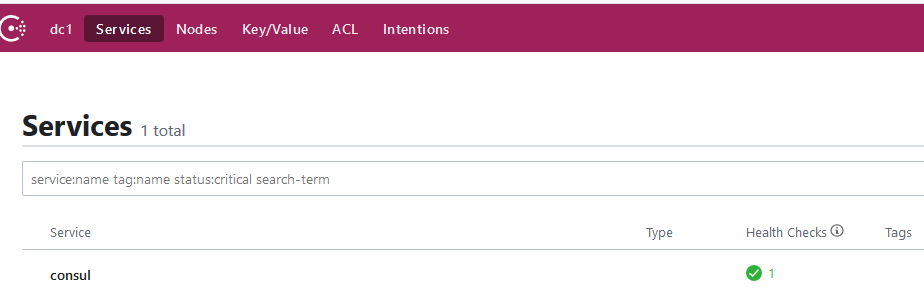 dc1 Services Nodes Key/Value ACL Intentions
Services 1 total
service:name tag:name status:critical search-term
Service Type Health Checks Tags
consul 1